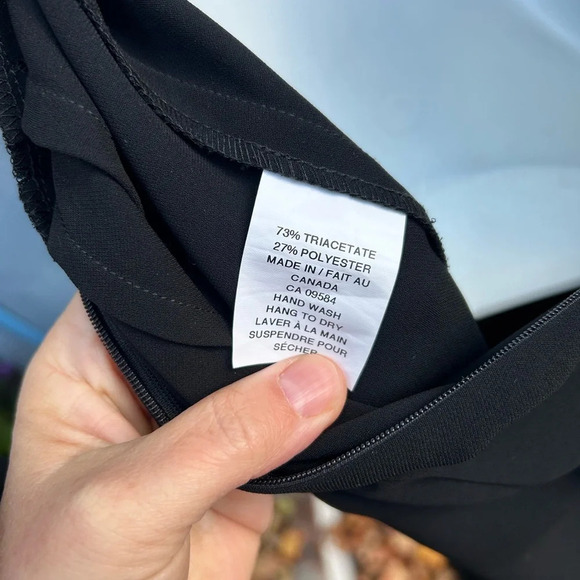 73% TRIACETATE
27% POLYESTER
MADE IN / FAIT AU
CANADA
CA 09584
HAND WASH
HANG TO DRY
LAVER À LA MAIN
SUSPENDRE POUR
SÉCHER